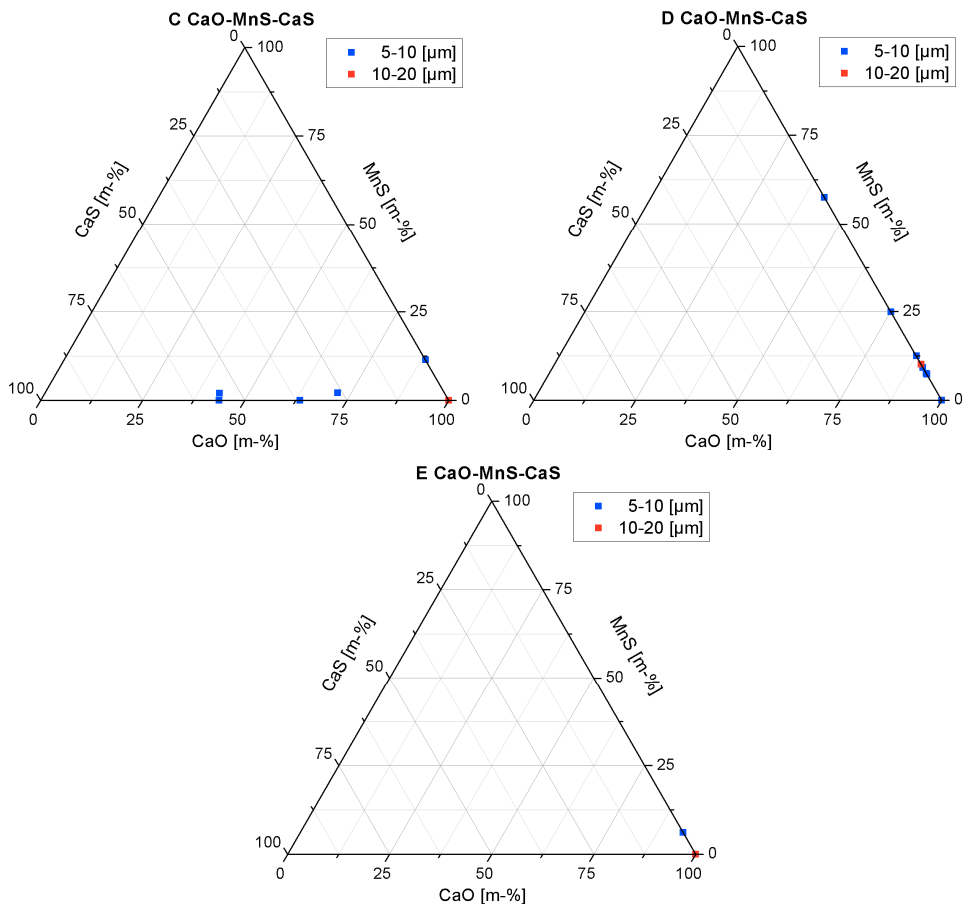 C CaO-MnS-CaS
5-10 [µm]
10-20 [µm]
0
100
25
75
CaS [m-%]
MnS [m-%]
50
50
75
25
100
0
0
25
50
75
100
CaO [m-%]
D CaO-MnS-CaS
5-10 [µm]
10-20 [µm]
0
100
25
75
CaS [m-%]
MnS [m-%]
50
50
75
25
100
0
0
25
50
75
100
CaO [m-%]
E CaO-MnS-CaS
5-10 [µm]
10-20 [µm]
0
100
25
75
CaS [m-%]
MnS [m-%]
50
50
75
25
100
0
0
25
50
75
100
CaO [m-%]